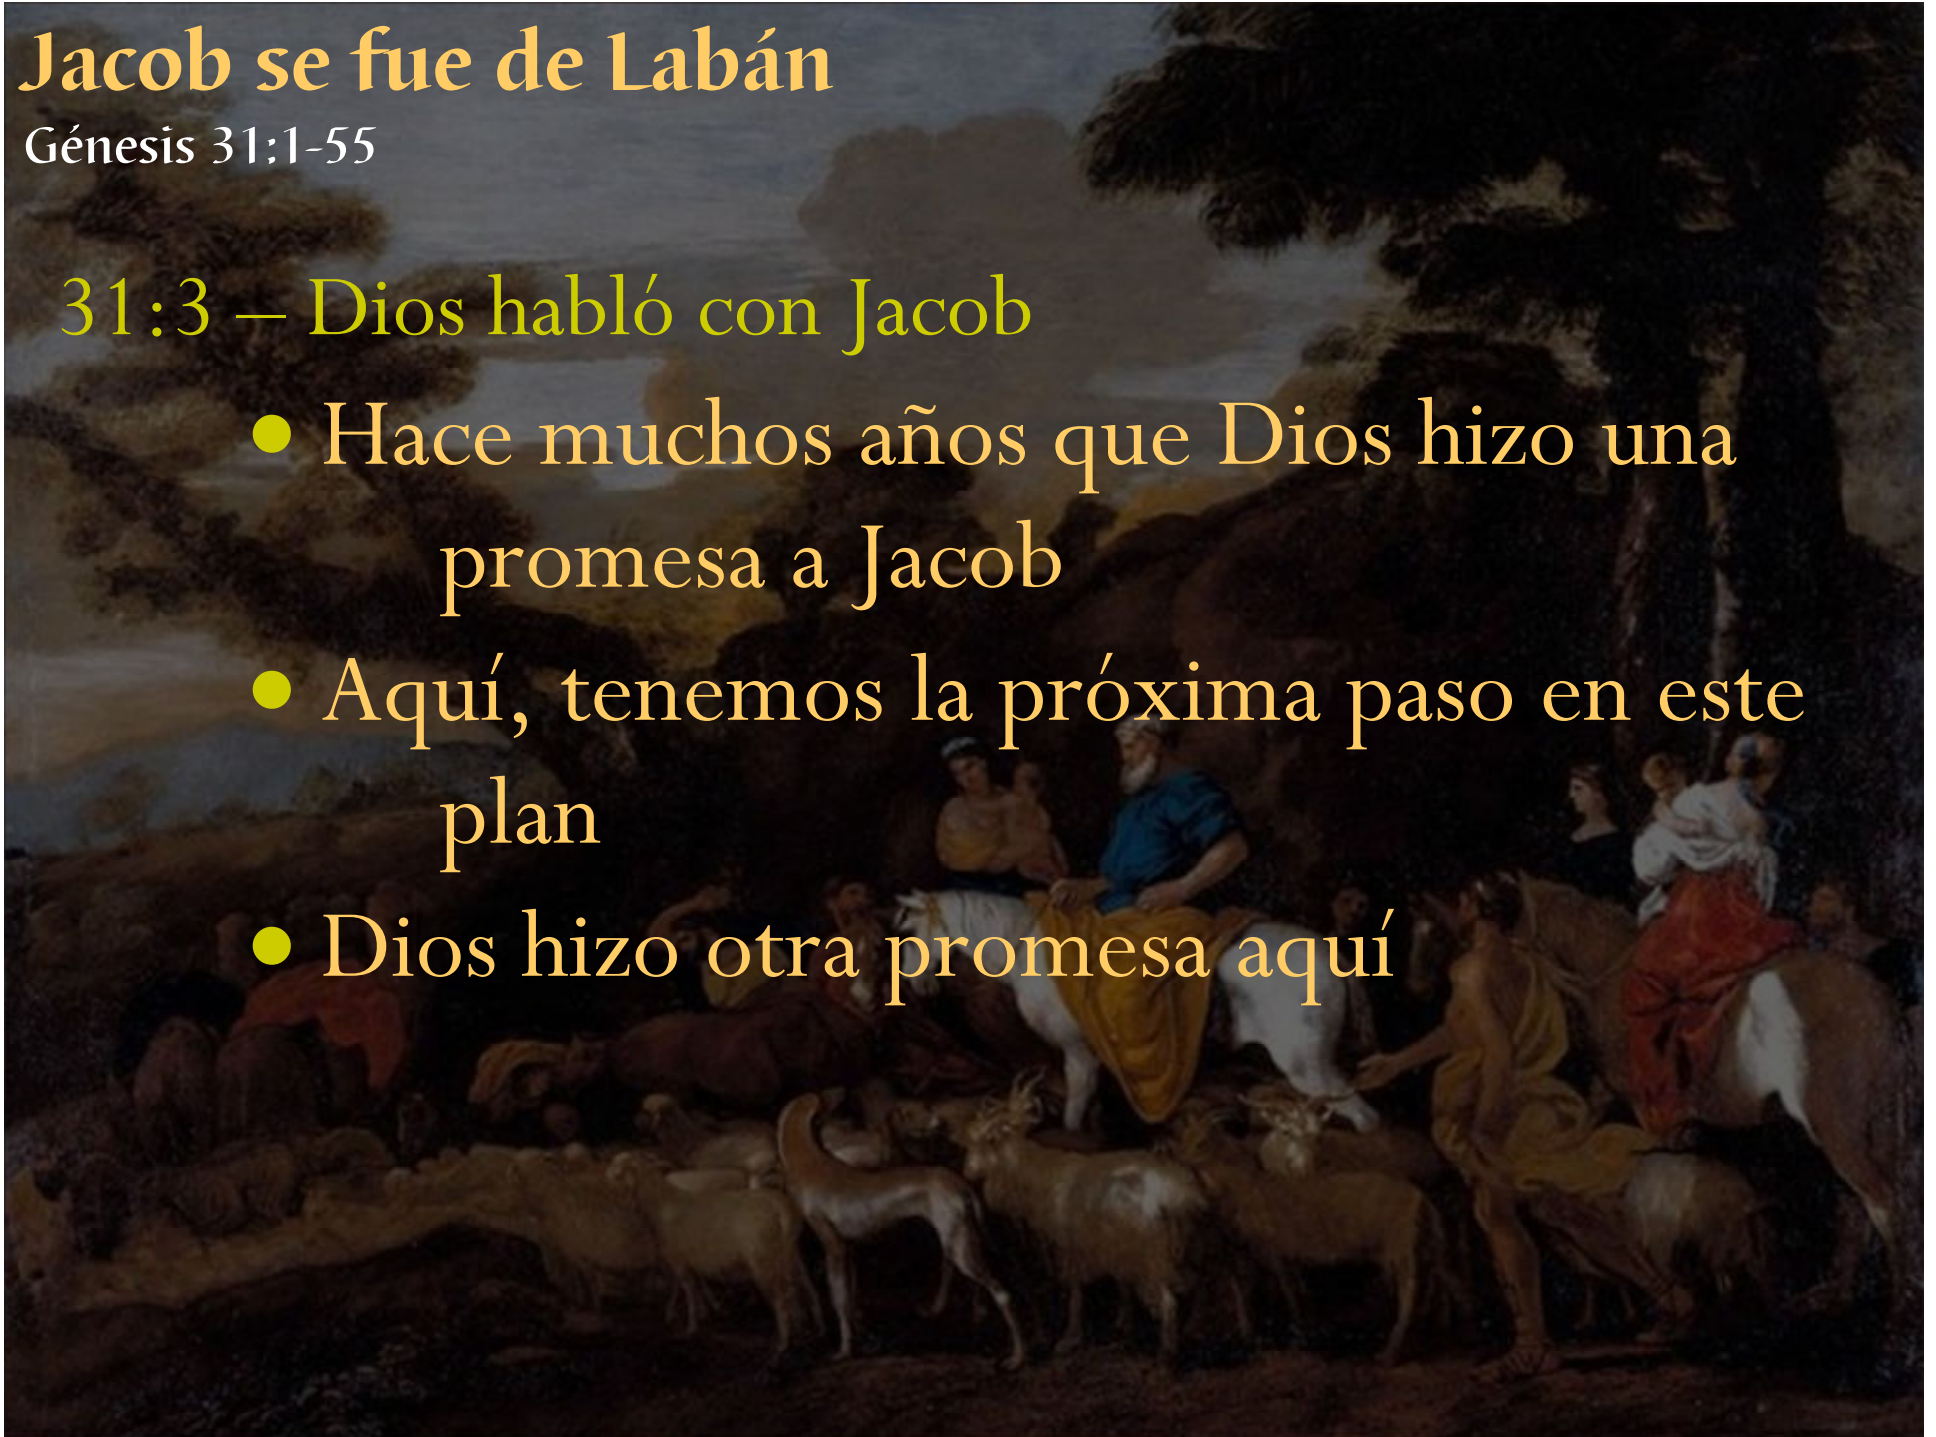 Jacob se fue de Labán
Génesis 31:1-55
31:3 – Dios habló con Jacob
• Hace muchos años que Dios hizo una
promesa a Jacob
• Aquí, tenemos la próxima paso en este
plan
• Dios hizo otra promesa aquí